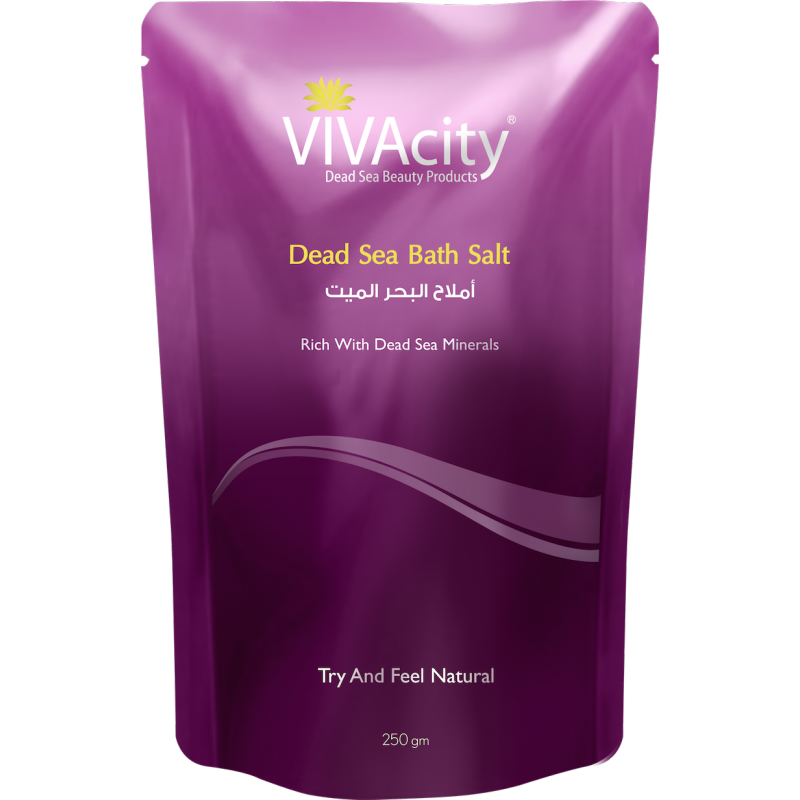 VIVAcity®
Dead Sea Beauty Products
Dead Sea Bath Salt
أملاح البحر الميت
Rich With Dead Sea Minerals
Try And Feel Natural
250 gm